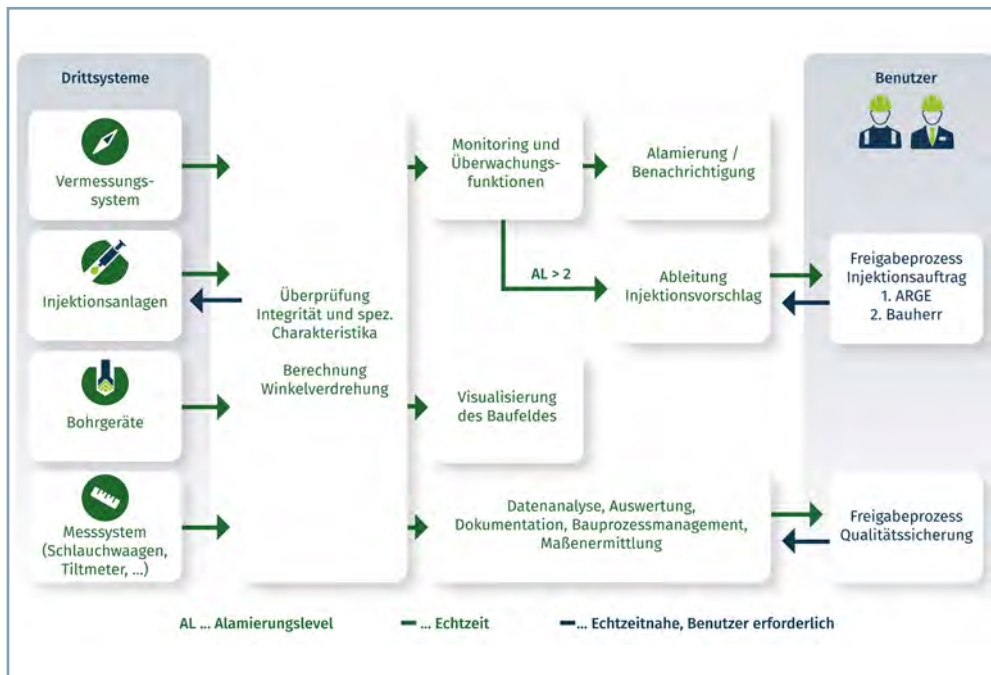 Drittsysteme
Vermessungs-
system
Injektionsanlagen
Bohrgeräte
Messsystem
(Schlauchwaagen,
Tiltmeter, ...)
Überprüfung
Integrität und spez.
Charakteristika
Berechnung
Winkelverdrehung
Monitoring und
Überwachungs-
funktionen
Alamierung /
Benachrichtigung
AL > 2
Ableitung
Injektionsvorschlag
Visualisierung
des Baufeldes
Datenanalyse, Auswertung,
Dokumentation, Bauprozessmanagement,
Maßenermittlung
Benutzer
Freigabeprozess
Injektionsauftrag
1. ARGE
2. Bauherr
Freigabeprozess
Qualitätssicherung
AL ... Alamierungslevel
... Echtzeit
... Echtzeitnahe, Benutzer erforderlich